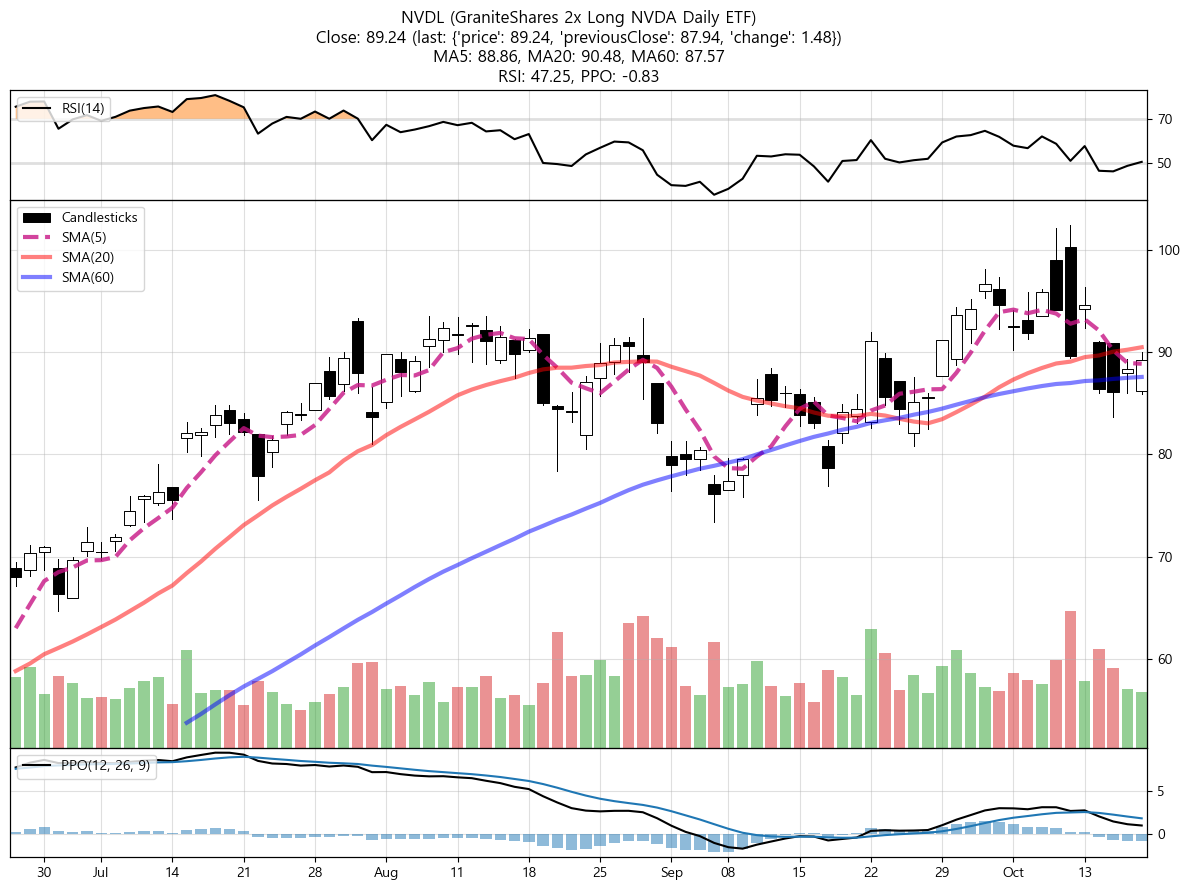 NVDL (GraniteShares 2x Long NVDA Daily ETF)
Close: 89.24 (last: {'price': 89.24, 'previousClose': 87.94, 'change': 1.48})
MA5: 88.86, MA20: 90.48, MA60: 87.57
RSI: 47.25, PPO: -0.83
RSI(14)
70
50
Candlesticks
SMA(5)
SMA(20)
SMA(60)
100
90
80
70
60
PPO(12, 26, 9)
5
0
30 Jul 14 21 28 Aug 11 18 25 Sep 08 15 22 29 Oct 13